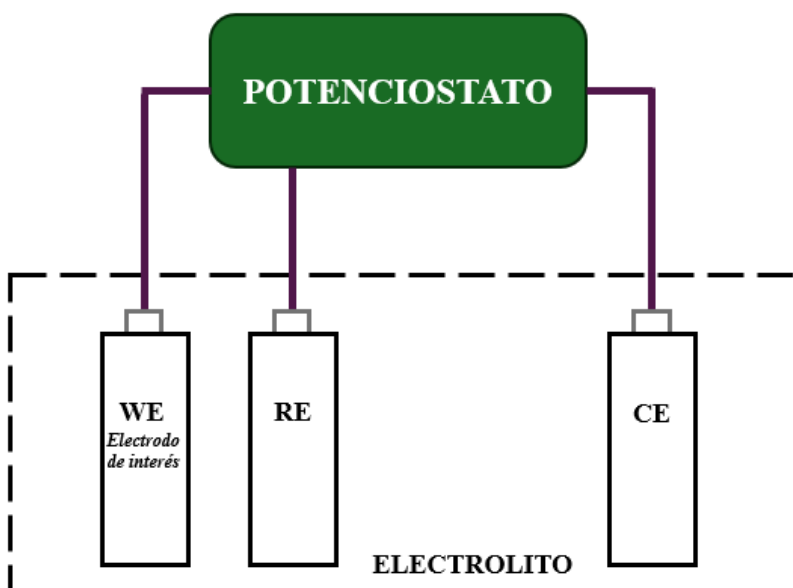 POTENCIOSTATO
WE
Electrodo
de interés
RE
CE
ELECTROLITO